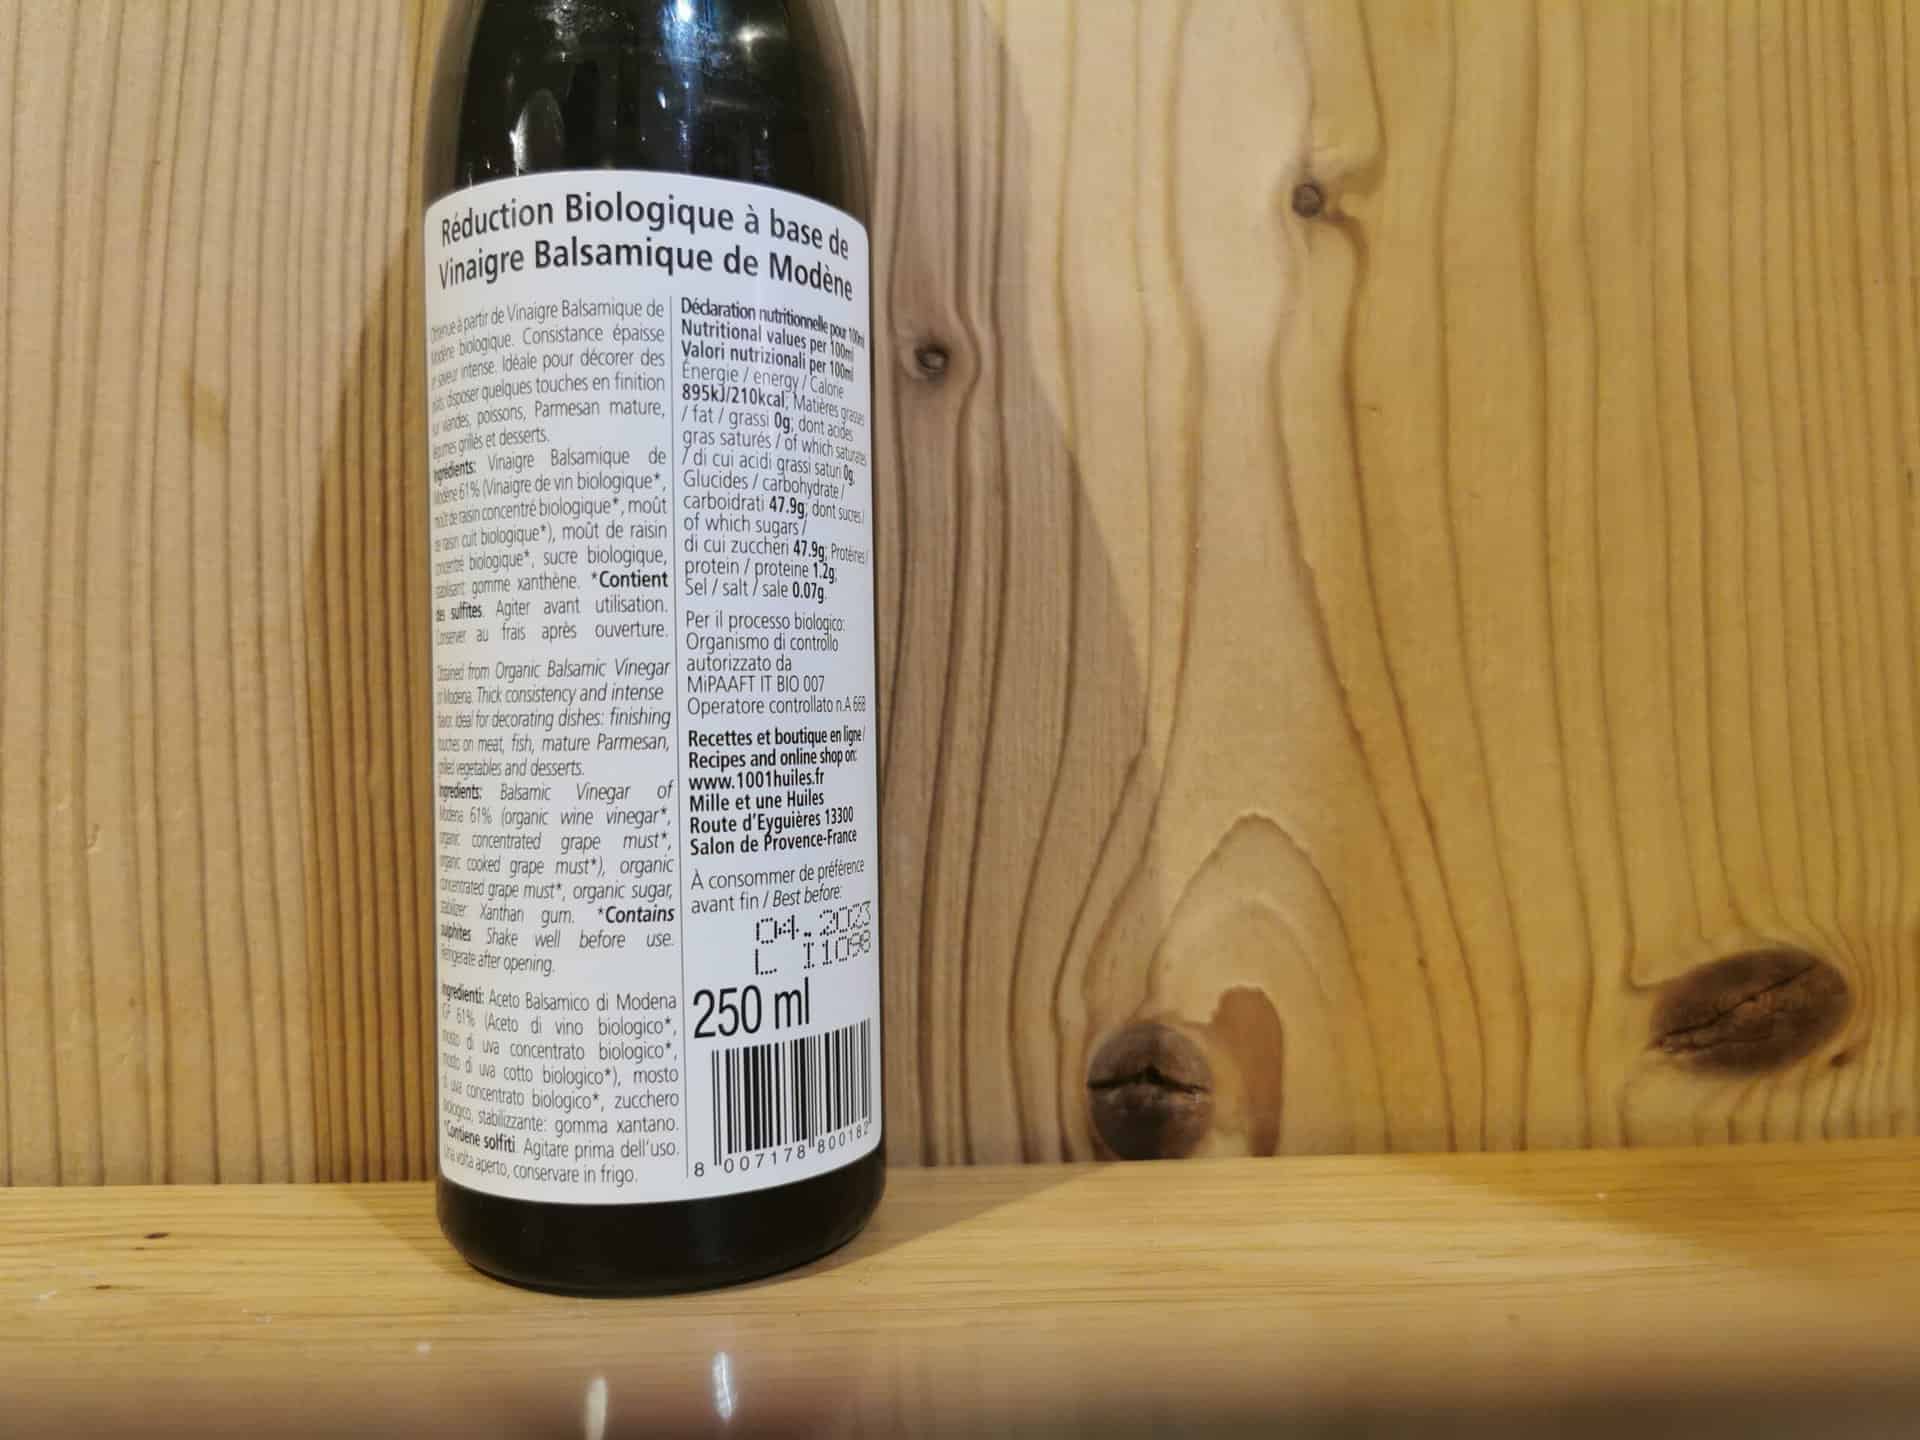 Réduction Biologique à base de
Vinaigre Balsamique de Modène
Obtenue à partir de Vinaigre Balsamique de
Modène biologique. Consistance épaisse
et saveur intense. Idéale pour décorer des
plats, disposer quelques touches en finition
sur viandes, poissons, Parmesan mature,
légumes grillés et desserts.
Ingrédients: Vinaigre Balsamique de
Modène 61% (Vinaigre de vin biologique*,
moût de raisin concentré biologique*, moût
de raisin cuit biologique*), moût de raisin
concentré biologique*, sucre biologique,
stabilisant: gomme xanthène. *Contient
des sulfites. Agiter avant utilisation.
Conserver au frais après ouverture.
Obtained from Organic Balsamic Vinegar
of Modena. Thick consistency and intense
flavor. Ideal for decorating dishes: finishing
touches on meat, fish, mature Parmesan,
grilled vegetables and desserts.
Ingredients: Balsamic Vinegar of
Modena 61% (organic wine vinegar*,
organic concentrated grape must*,
organic cooked grape must*), organic
concentrated grape must*, organic sugar,
stabilizer: Xanthan gum. *Contains
sulphites. Shake well before use.
Refrigerate after opening.
Ingredienti: Aceto Balsamico di Modena
IGP 61% (Aceto di vino biologico*,
mosto di uva concentrato biologico*,
mosto di uva cotto biologico*), mosto
di uva concentrato biologico*, zucchero
biologico, stabilizzante: gomma xantano.
*Contiene solfiti. Agitare prima dell'uso.
Una volta aperto, conservare in frigo.
Déclaration nutritionnelle pour 100ml
Nutritional values per 100ml
Valori nutrizionali per 100ml
Énergie / energy / Calorie
895kJ/210kcal; Matières grasses
/ fat / grassi 0g; dont acides
gras saturés / of which saturates
/ di cui acidi grassi saturi 0g.
Glucides / carbohydrate /
carboidrati 47.9g; dont sucres /
of which sugars /
di cui zuccheri 47.9g; Protéines /
protein / proteine 1.2g;
Sel / salt / sale 0.07g.
Per il processo biologico:
Organismo di controllo
autorizzato da
MiPAAFT IT BIO 007
Operatore controllato n.A 66B
Recettes et boutique en ligne /
Recipes and online shop on:
www.1001huiles.fr
Mille et une Huiles
Route d'Eyguières 13300
Salon de Provence-France
À consommer de préférence
avant fin / Best before:
04.2023
L I1098
250 ml
8 007178 800182